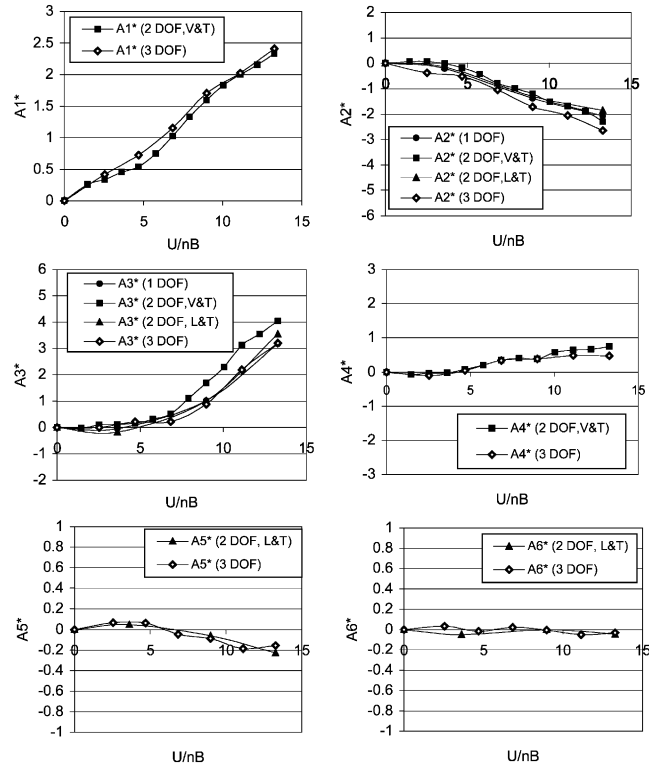 3
2.5
2
1.5
1
0.5
0
0 5 10 15
A1*
U/nB
A1* (2 DOF,V&T)
A1* (3 DOF)
2
1
0
-1
-2
-3
-4
-5
-6
0 5 10 15
A2*
U/nB
A2* (1 DOF)
A2* (2 DOF,V&T)
A2* (2 DOF,L&T)
A2* (3 DOF)
6
5
4
3
2
1
0
-1
-2
0 5 10 15
A3*
U/nB
A3* (1 DOF)
A3* (2 DOF,V&T)
A3* (2 DOF, L&T)
A3* (3 DOF)
3
2
1
0
-1
-2
-3
0 5 10 15
A4*
U/nB
A4* (2 DOF,V&T)
A4* (3 DOF)
1
0.8
0.6
0.4
0.2
0
-0.2
-0.4
-0.6
-0.8
-1
0 5 10 15
A5*
U/nB
A5* (2 DOF, L&T)
A5* (3 DOF)
1
0.8
0.6
0.4
0.2
0
-0.2
-0.4
-0.6
-0.8
-1
0 5 10 15
A6*
U/nB
A6* (2 DOF, L&T)
A6* (3 DOF)